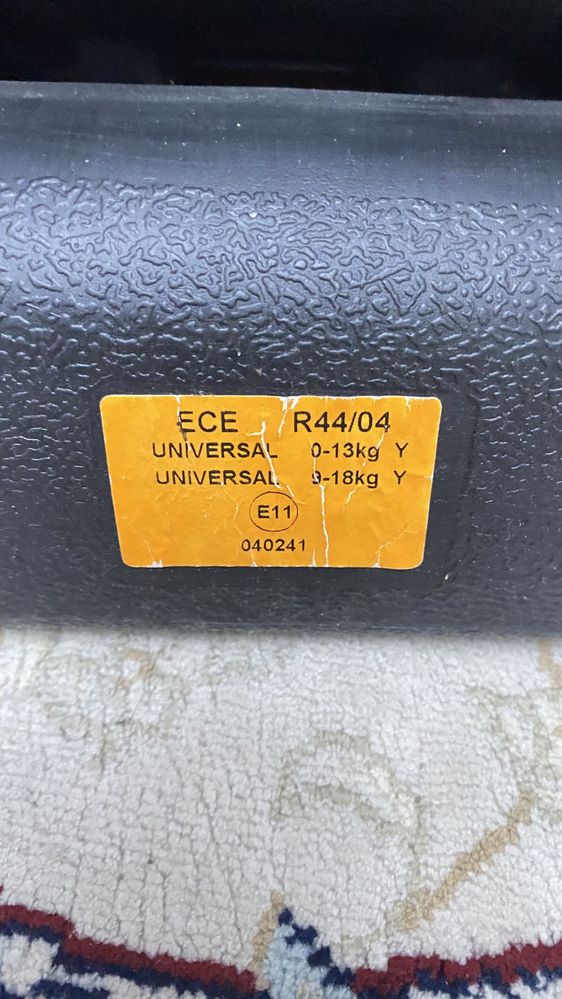 ECE R44/04
UNIVERSAL 0-13kg Y
UNIVERSAL 9-18kg Y
E11
040241